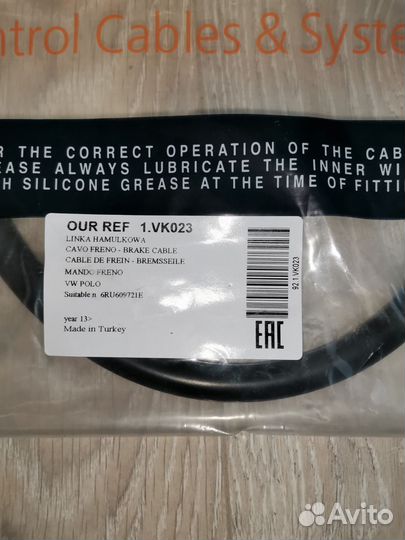 ntrol Cables & Syste
R THE CORRECT OPERATION OF THE CAB
EASE ALWAYS LUBRICATE THE INNER WI
H SILICONE GREASE AT THE TIME OF FITTI
OUR REF 1.VK023
LINKA HAMULKOWA
CAVO FRENO - BRAKE CABLE
CABLE DE FREIN - BREMSSEILE
MANDO FRENO
VW POLO
Suitable n 6RU609721E
year 13>
Made in Turkey
92 1.VK023
EAC
Avito